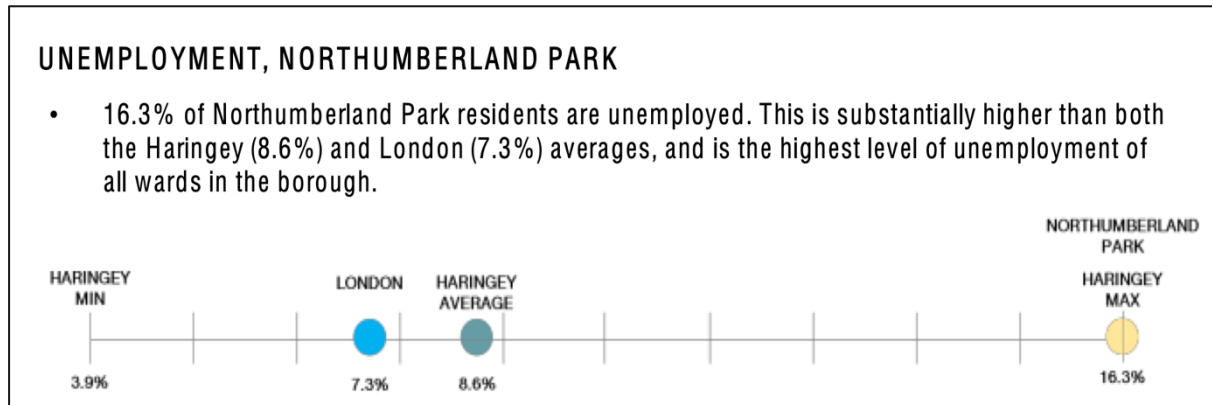 UNEMPLOYMENT, NORTHUMBERLAND PARK
• 16.3% of Northumberland Park residents are unemployed. This is substantially higher than both
the Haringey (8.6%) and London (7.3%) averages, and is the highest level of unemployment of
all wards in the borough.
NORTHUMBERLAND
PARK
HARINGEY
MIN
LONDON
HARINGEY
AVERAGE
HARINGEY
MAX
3.9%
7.3%
8.6%
16.3%